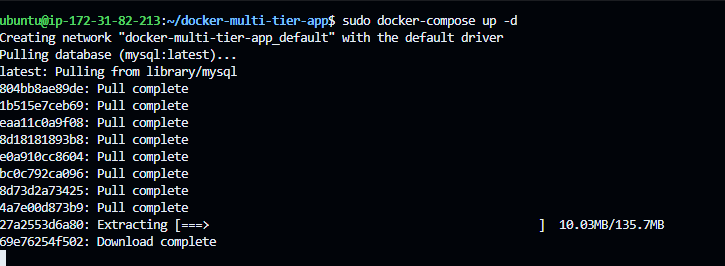 ubuntu@ip-172-31-82-213:~/docker-multi-tier-app$ sudo docker-compose up -d
Creating network "docker-multi-tier-app_default" with the default driver
Pulling database (mysql:latest)...
latest: Pulling from library/mysql
804bb8ae89de: Pull complete
1b515e7ceb69: Pull complete
eaa11c0a9f08: Pull complete
8d18181893b8: Pull complete
e0a910cc8604: Pull complete
bc0c792ca096: Pull complete
8d73d2a73425: Pull complete
4a7e00d873b9: Pull complete
27a2553d6a80: Extracting [===>                                               ]  10.03MB/135.7MB
69e76254f502: Download complete